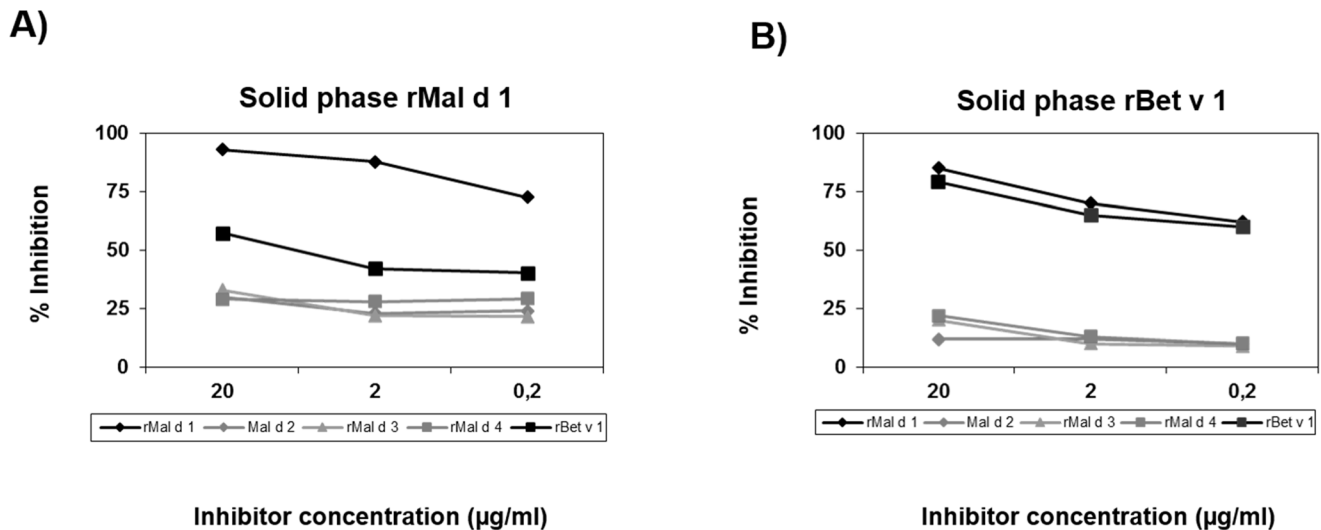 A)
Solid phase rMal d 1
% Inhibition
100
75
50
25
0
20 2 0,2
rMal d 1 Mal d 2 rMal d 3 rMal d 4 rBet v 1
Inhibitor concentration (µg/ml)
B)
Solid phase rBet v 1
% Inhibition
100
75
50
25
0
20 2 0,2
rMal d 1 Mal d 2 rMal d 3 rMal d 4 rBet v 1
Inhibitor concentration (µg/ml)